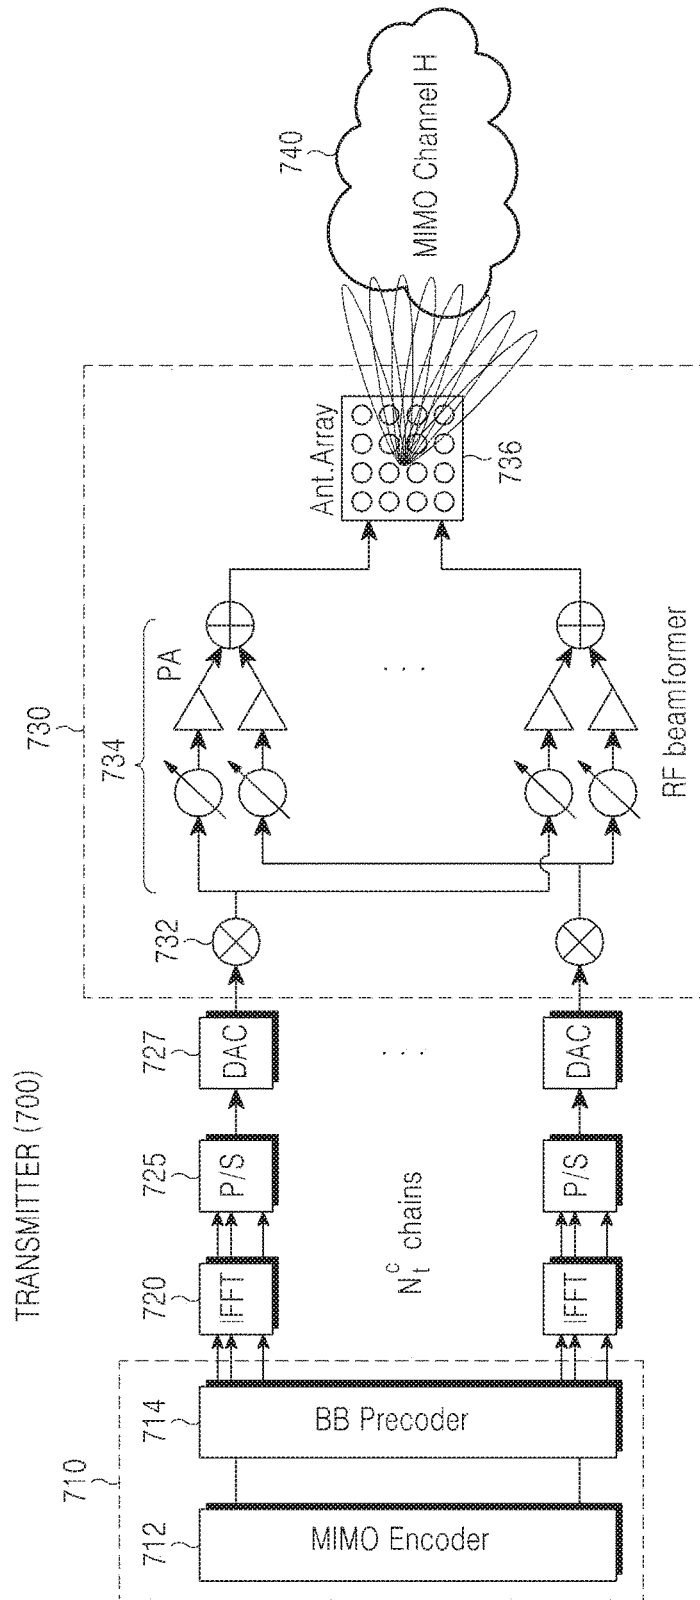 TRANSMITTER (700)
710
712
MIMO Encoder
714
BB Precoder
720
IFFT
725
P/S
727
DAC
730
732
734
PA
Ant.Array
736
740
MIMO Channel H
N_t^c chains
. . .
. . .
IFFT
P/S
DAC
RF beamformer